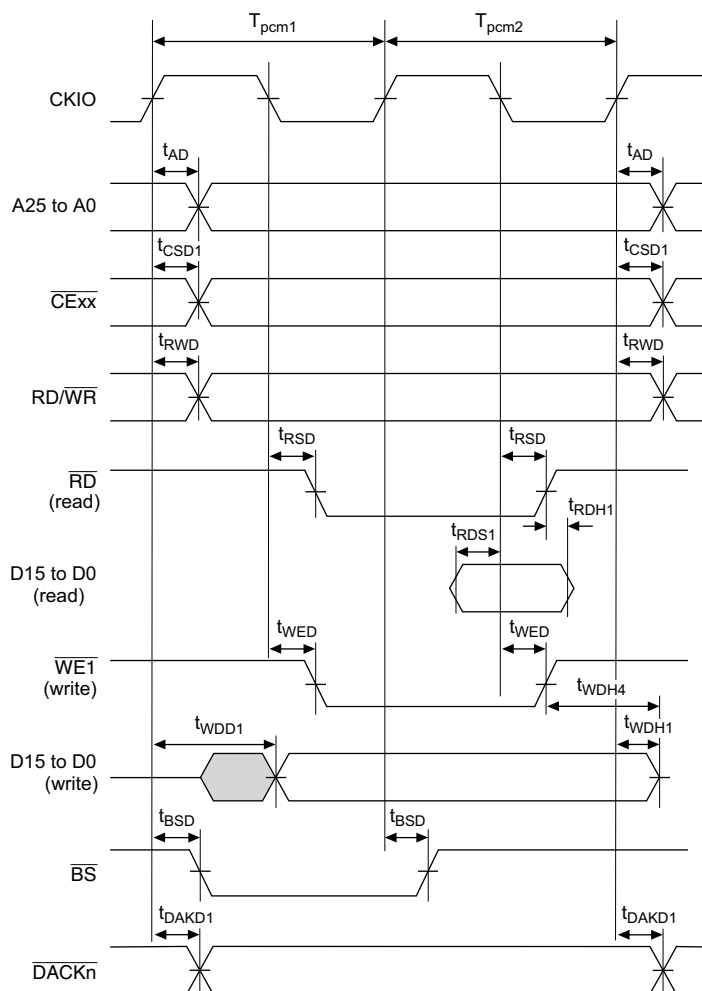 Tpcm1 Tpcm2
CKIO
tAD tAD
A25 to A0
tCSD1 tCSD1
CExx
tRWD tRWD
RD/WR
tRSD tRSD
RD
(read)
tRDH1
tRDS1
D15 to D0
(read)
tWED tWED
WE1
(write)
tWDH4
tWDD1 tWDH1
D15 to D0
(write)
tBSD tBSD
BS
tDAKD1 tDAKD1
DACKn